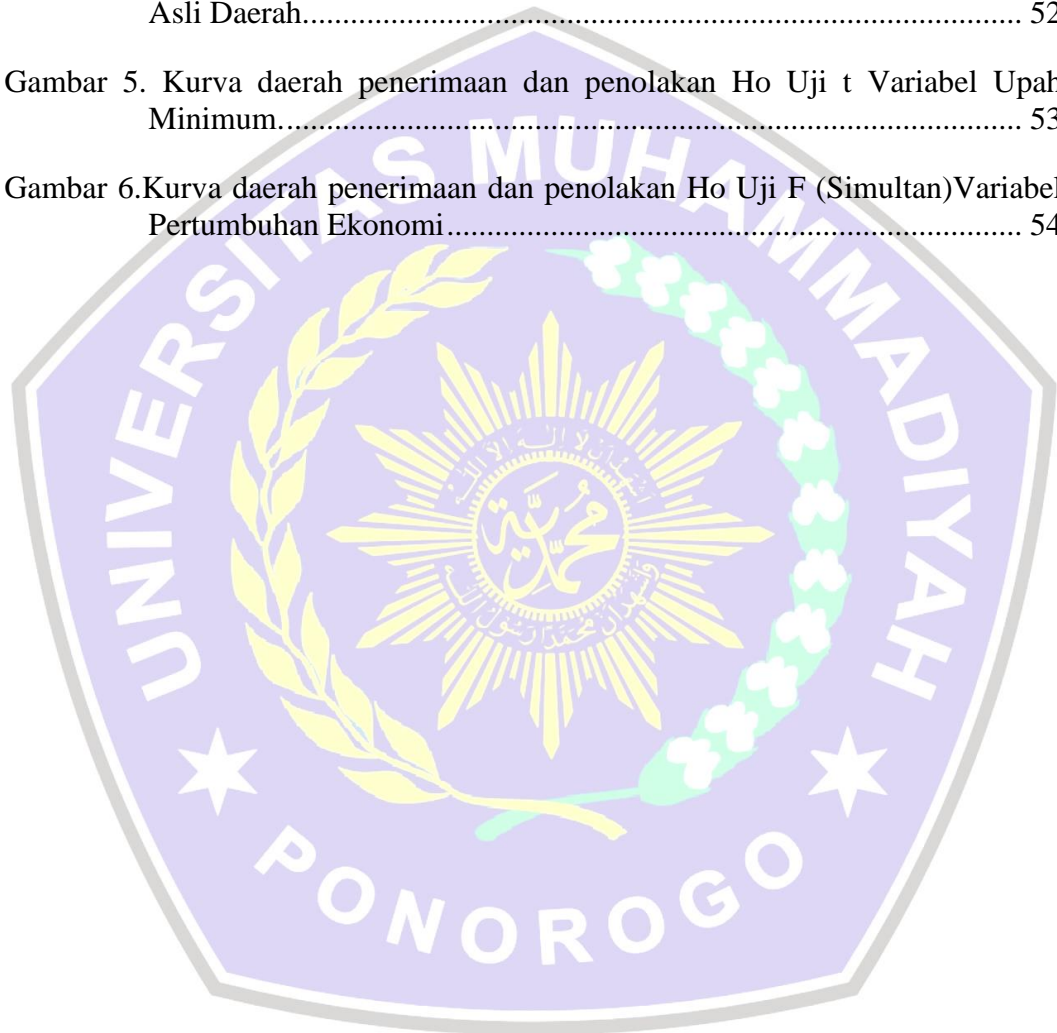 Asli Daerah.......................................................................... 52
Gambar 5. Kurva daerah penerimaan dan penolakan Ho Uji t Variabel Upah
Minimum............................................................................. 53
Gambar 6.Kurva daerah penerimaan dan penolakan Ho Uji F (Simultan)Variabel
Pertumbuhan Ekonomi........................................................... 54
UNIVERSITAS MUHAMMADIYAH
محمدية
PONOROGO